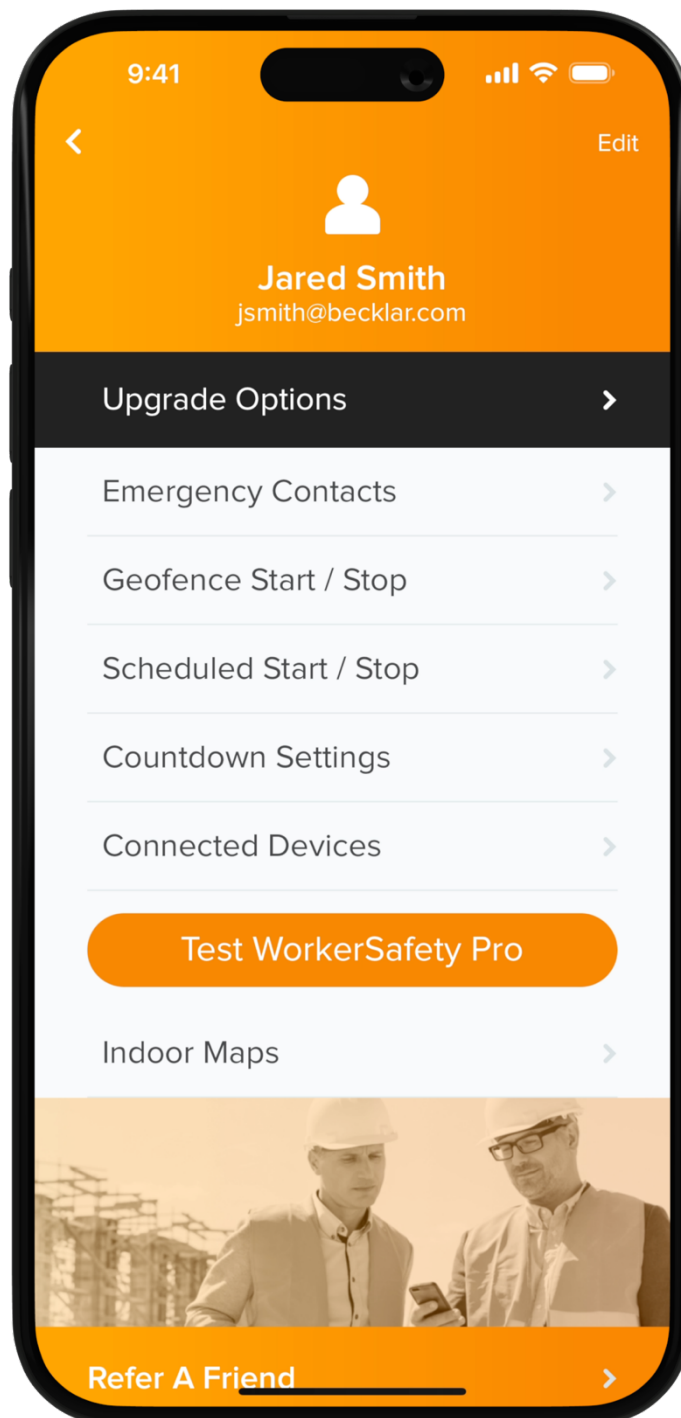 9:41
Edit
Jared Smith
jsmith@becklar.com
Upgrade Options
Emergency Contacts
Geofence Start / Stop
Scheduled Start / Stop
Countdown Settings
Connected Devices
Test WorkerSafety Pro
Indoor Maps
Refer A Friend